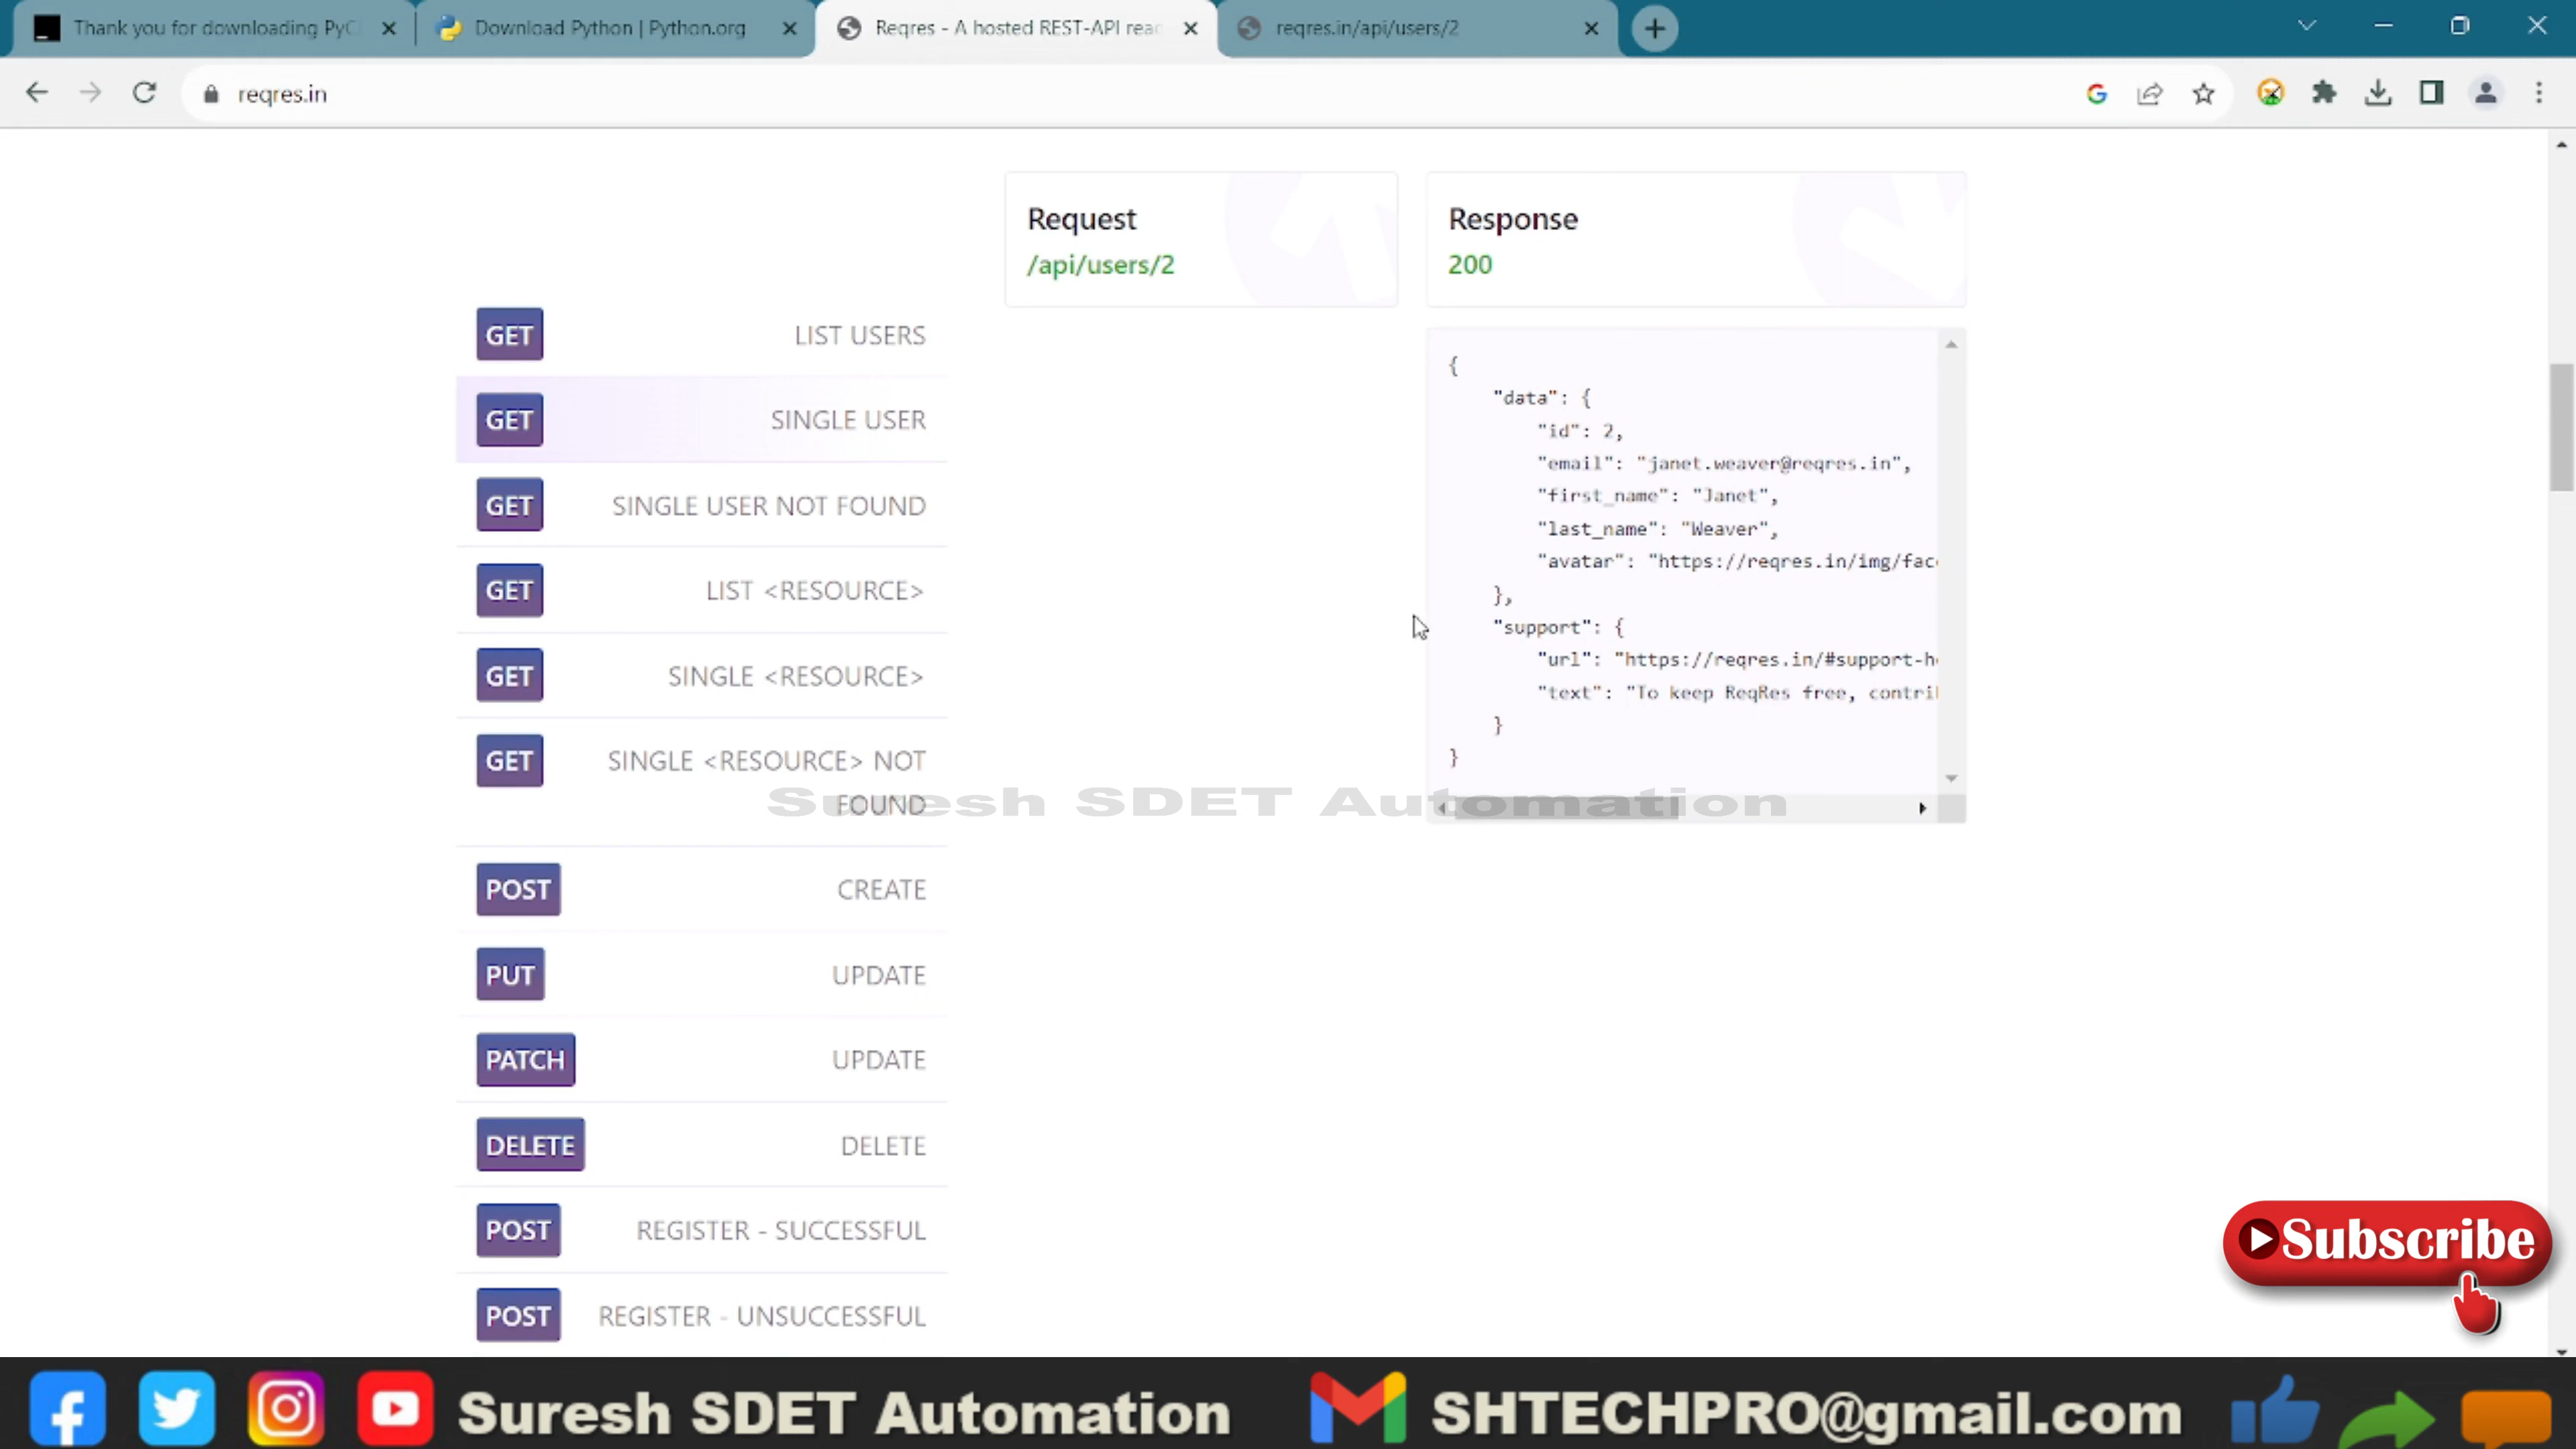 Thank you for downloading PyC
Download Python | Python.org
Reqres - A hosted REST-API reac
reqres.in/api/users/2
reqres.in
Request
/api/users/2
Response
200
GET LIST USERS
GET SINGLE USER
GET SINGLE USER NOT FOUND
GET LIST <RESOURCE>
GET SINGLE <RESOURCE>
GET SINGLE <RESOURCE> NOT
FOUND
POST CREATE
PUT UPDATE
PATCH UPDATE
DELETE DELETE
POST REGISTER - SUCCESSFUL
POST REGISTER - UNSUCCESSFUL
{
"data": {
"id": 2,
"email": "janet.weaver@reqres.in",
"first_name": "Janet",
"last_name": "Weaver",
"avatar": "https://reqres.in/img/fac
},
"support": {
"url": "https://reqres.in/#support-h
"text": "To keep ReqRes free, contri
}
}
Suresh SDET Automation
Subscribe
Suresh SDET Automation
SHTECHPRO@gmail.com